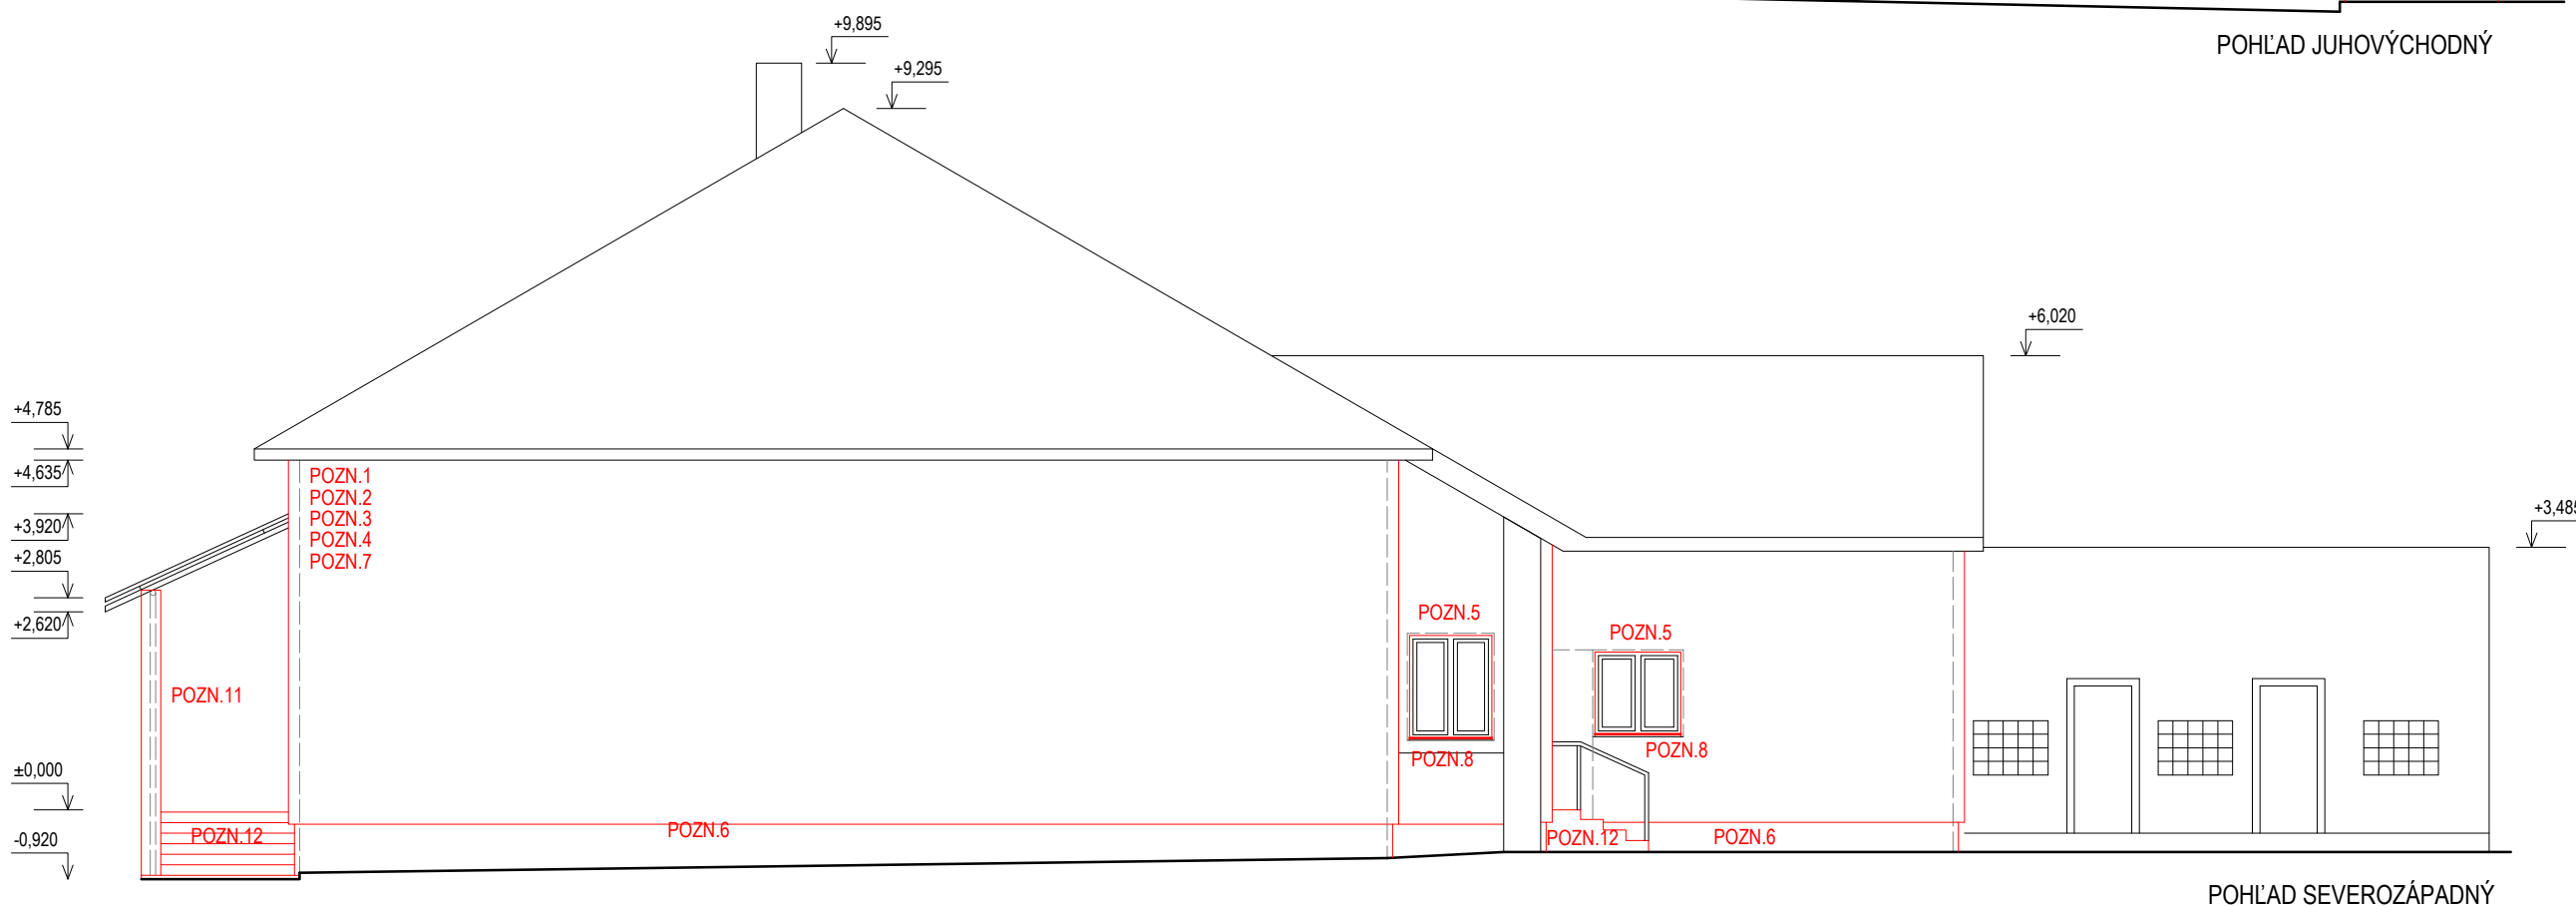 POHĽAD JUHOVÝCHODNÝ
+9,895
+9,295
+6,020
+4,785
+4,635
+3,920
+2,805
+2,620
±0,000
-0,920
+3,485
POZN.1
POZN.2
POZN.3
POZN.4
POZN.7
POZN.5
POZN.5
POZN.11
POZN.8
POZN.8
POZN.12
POZN.6
POZN.12
POZN.6
POHĽAD SEVEROZÁPADNÝ